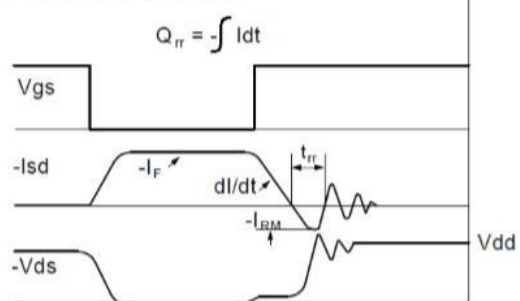 Qrr = -∫ Idt
Vgs
trr
-Isd
-IF
dI/dt
-IRM
Vdd
-Vds